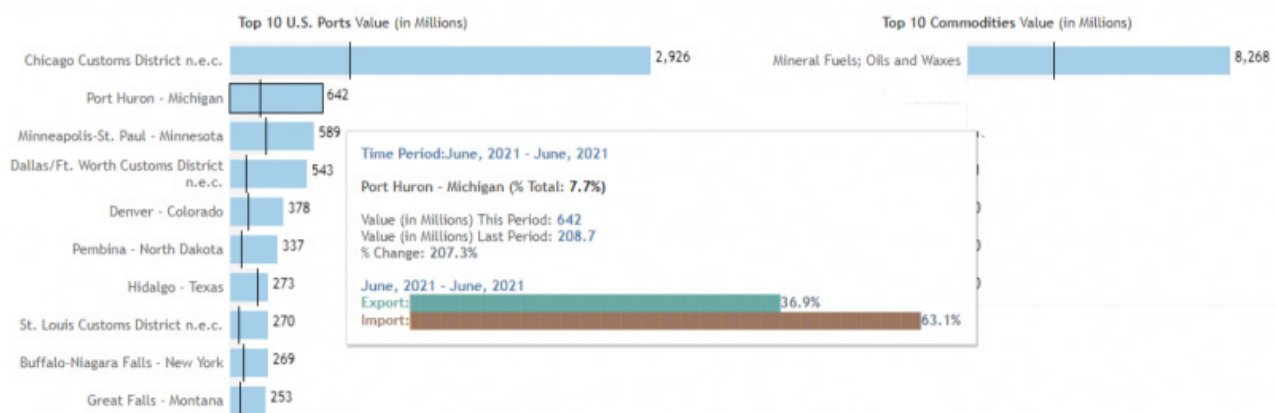 Top 10 U.S. Ports Value (in Millions)
Chicago Customs District n.e.c.
2,926
Port Huron - Michigan
642
Minneapolis-St. Paul - Minnesota
589
Dallas/Ft. Worth Customs District
n.e.c.
543
Denver - Colorado
378
Pembina - North Dakota
337
Hidalgo - Texas
273
St. Louis Customs District n.e.c.
270
Buffalo-Niagara Falls - New York
269
Great Falls - Montana
253
Top 10 Commodities Value (in Millions)
Mineral Fuels; Oils and Waxes
8,268
Time Period:June, 2021 - June, 2021
Port Huron - Michigan (% Total: 7.7%)
Value (in Millions) This Period: 642
Value (in Millions) Last Period: 208.7
% Change: 207.3%
June, 2021 - June, 2021
Export: 36.9%
Import: 63.1%